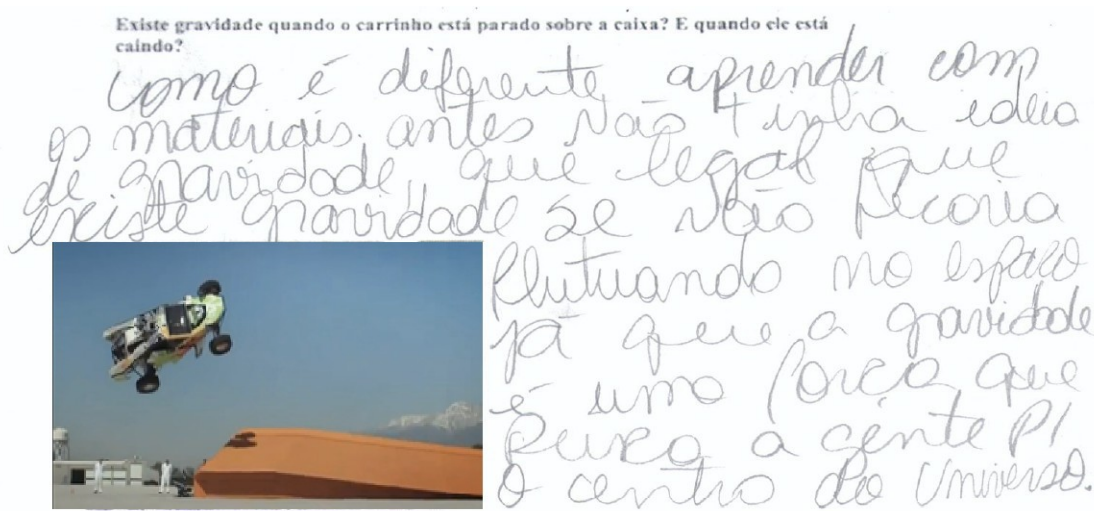 Existe gravidade quando o carrinho está parado sobre a caixa? E quando ele está
caindo?
como é diferente aprender com
os materiais. antes não tinha ideia
de gravidade, que legal que
existe gravidade se não ficaria
flutuando no espaço
já que a gravidade
é uma força que
puxa a gente p/
o centro do universo.